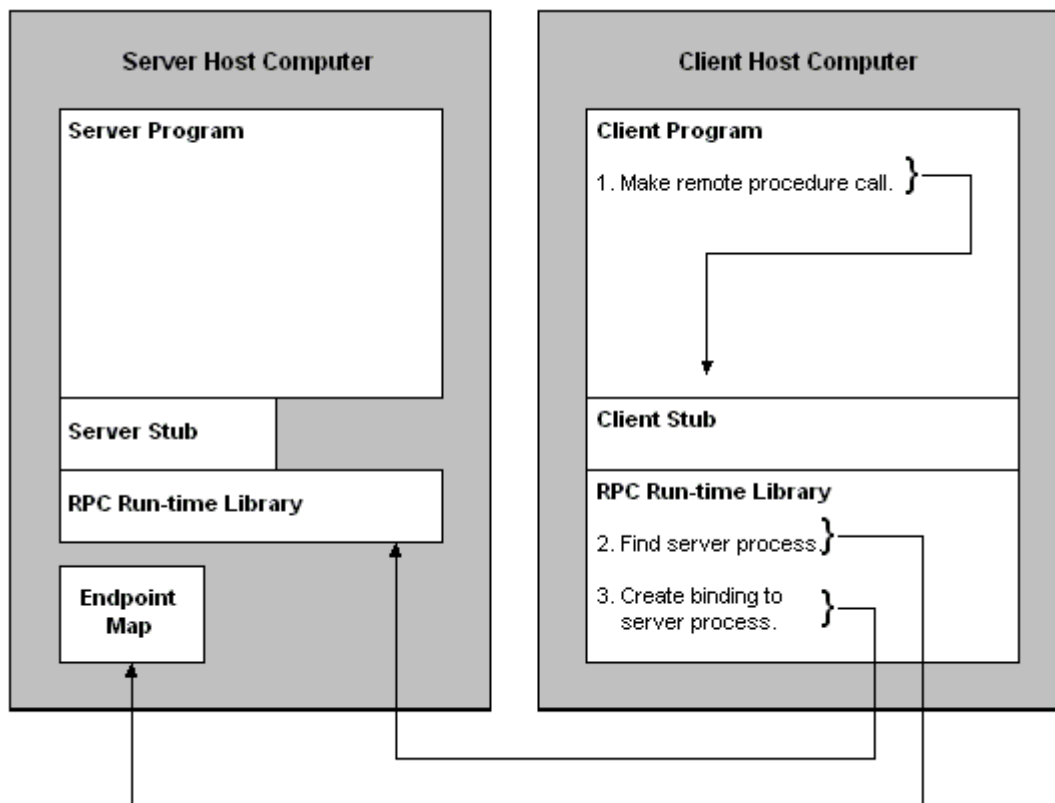 Server Host Computer
Server Program
Server Stub
RPC Run-time Library
Endpoint
Map
Client Host Computer
Client Program
1. Make remote procedure call.
Client Stub
RPC Run-time Library
2. Find server process.
3. Create binding to
server process.